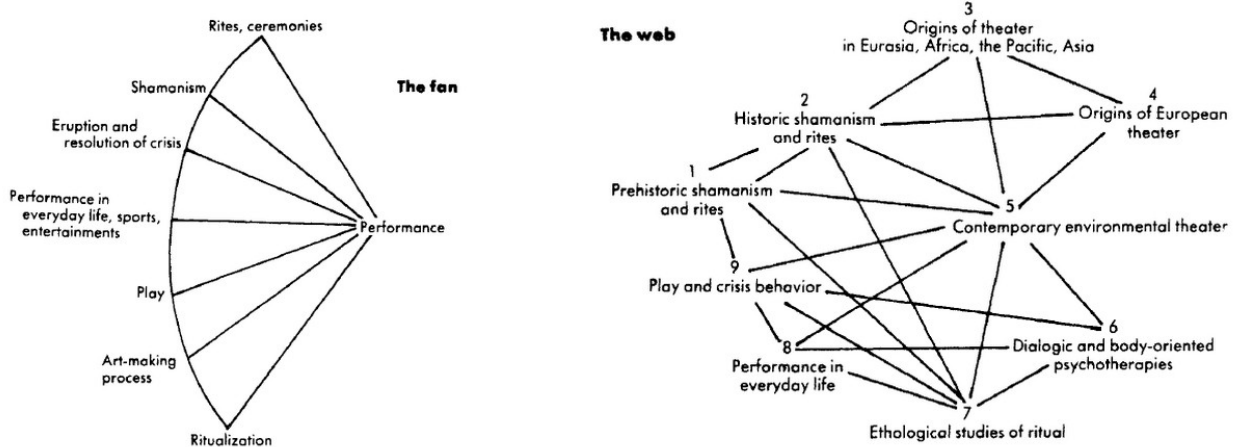 The fan
Rites, ceremonies
Shamanism
Eruption and
resolution of crisis
Performance in
everyday life, sports,
entertainments
Play
Art-making
process
Ritualization
Performance
The web
3
Origins of theater
in Eurasia, Africa, the Pacific, Asia
4
Origins of European
theater
2
Historic shamanism
and rites
1
Prehistoric shamanism
and rites
5
Contemporary environmental theater
9
Play and crisis behavior
6
Dialogic and body-oriented
psychotherapies
8
Performance in
everyday life
7
Ethological studies of ritual